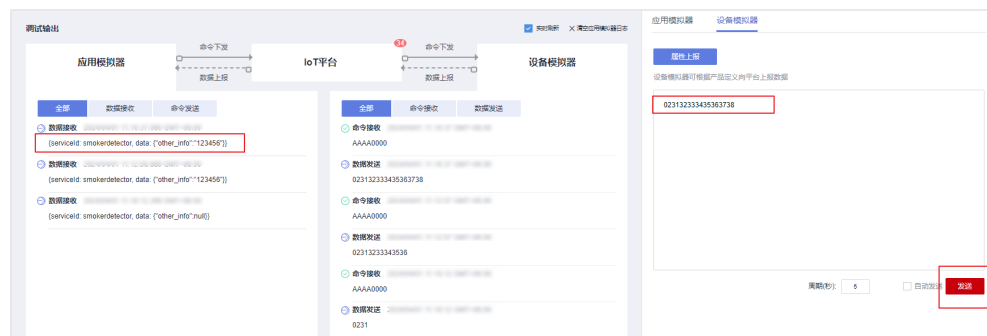 调试输出
实时刷新
清空应用模拟器日志
应用模拟器
命令下发
数据上报
IoT平台
34
命令下发
数据上报
设备模拟器
全部 数据接收 命令发送
数据接收
{serviceId: smokerdetector, data: {"other_info":"123456"}}
数据接收
{serviceId: smokerdetector, data: {"other_info":"123456"}}
数据接收
{serviceId: smokerdetector, data: {"other_info":null}}
全部 命令接收 数据发送
命令接收
AAAA0000
数据发送
023132333435363738
命令接收
AAAA0000
数据发送
02313233343536
命令接收
AAAA0000
数据发送
0231
应用模拟器 设备模拟器
属性上报
设备模拟器可根据产品定义向平台上报数据
023132333435363738
周期(秒): 5 自动发送 发送